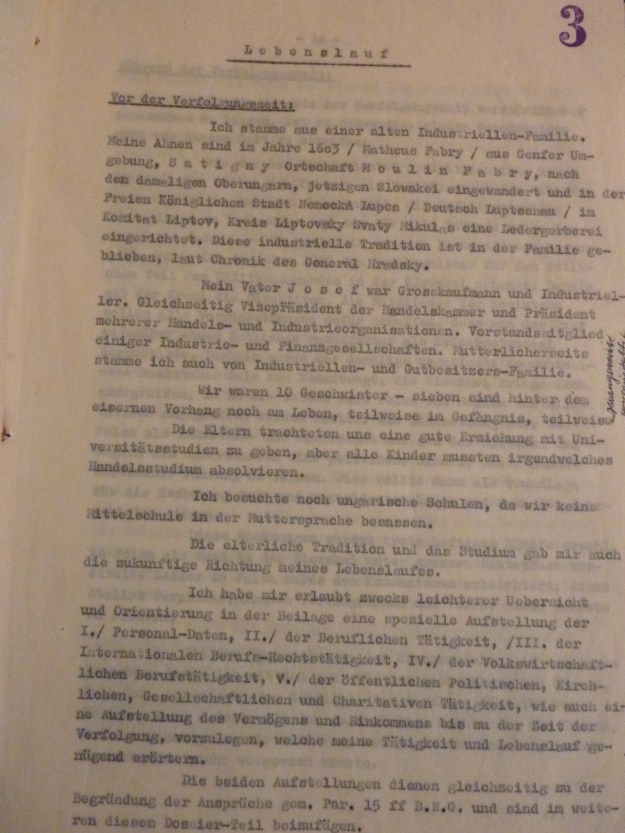 3
- 1a -
L e b e n s l a u f
Vor der Verfolgungszeit:
Ich stamme aus einer alten Industriellen-Familie.
Meine Ahnen sind im Jahre 1603 / Matheus Fabry / aus Genfer Um-
gebung, S a t i g n y Ortschaft M o u l i n F a b r y, nach
dem damaligen Oberungarn, jetzigen Slowakei eingewandert und in der
Freien Königlichen Stadt Nemecká Lupca / Deutsch Luptschau / im
Komitat Liptov, Kreis Liptovsky Svaty Mikulas eine Ledergerberei
eingerichtet. Diese industrielle Tradition ist in der Familie ge-
blieben, laut Chronik des General Hradsky.
Mein Vater J o s e f war Grosskaufmann und Industriel-
ler. Gleichzeitig Vizepräsident der Handelskammer und Präsident
mehrerer Handels- und Industrieorganisationen. Vorstandsmitglied
einiger Industrie- und Finanzgesellschaften. Mutterlicherseits
stamme ich auch von Industriellen- und Gutbesitzers-Familie.
Wir waren 10 Geschwister - sieben sind hinter dem
eisernen Vorhang noch am Leben, teilweise im Gefängnis, teilweise
Die Eltern trachteten uns eine gute Erziehung mit Uni-
versitätsstudien zu geben, aber alle Kinder mussten irgendwelches
Handelsstudium absolvieren.
Ich besuchte noch ungarische Schulen, da wir keine
Mittelschule in der Muttersprache besassen.
Die elterliche Tradition und das Studium gab mir auch
die zukunftige Richtung meines Lebenslaufes.
Ich habe mir erlaubt zwecks leichterer Uebersicht
und Orientierung in der Beilage eine spezielle Aufstellung der
I./ Personal-Daten, II./ der Beruflichen Tätigkeit, /III. der
Internationalen Berufs-Rechtstätigkeit, IV./ der Volkswirtschaft-
lichen Berufstätigkeit, V./ der öffentlichen Politischen, Kirch-
lichen, Gesellschaftlichen und Charitativen Tätigkeit, wie auch ei-
ne Aufstellung des Vermögens und Einkommens bis zu der Zeit der
Verfolgung, vorzulegen, welche meine Tätigkeit und Lebenslauf ge-
nügend erörtern.
Die beiden Aufstellungen dienen gleichzeitig zu der
Begründung der Ansprüche gem. Par. 15 ff B.E.G. und sind in weite-
ren diesem Dossier-Teil beizufügen.